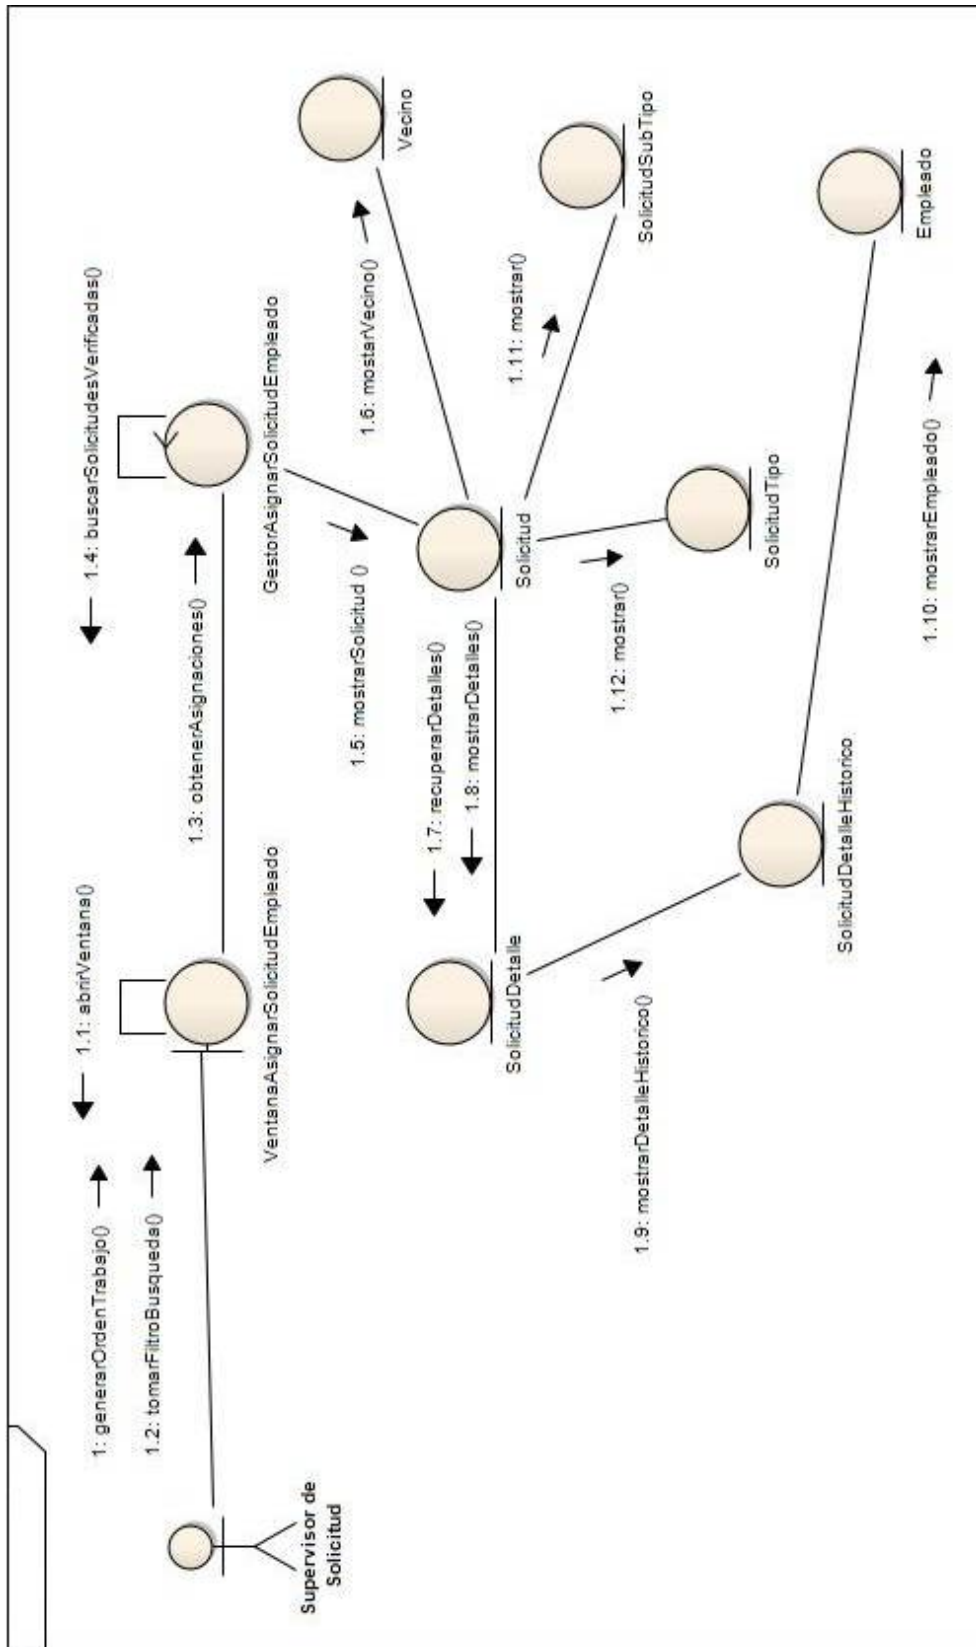 1: generarOrdenTrabajo()
1.1: abrirVentana()
1.2: tomarFiltroBusqueda()
1.3: obtenerAsignaciones()
1.4: buscarSolicitudesVerificadas()
Supervisor de
Solicitud
VentanaAsignarSolicitudEmpleado
GestorAsignarSolicitudEmpleado
1.5: mostrarSolicitud ()
1.6: mostarVecino()
Vecino
1.7: recuperarDetalles()
1.8: mostrarDetalles()
SolicitudDetalle
Solicitud
1.11: mostrar()
SolicitudSubTipo
1.12: mostrar()
SolicitudTipo
1.9: mostrarDetalleHistorico()
SolicitudDetalleHistorico
1.10: mostrarEmpleado()
Empleado